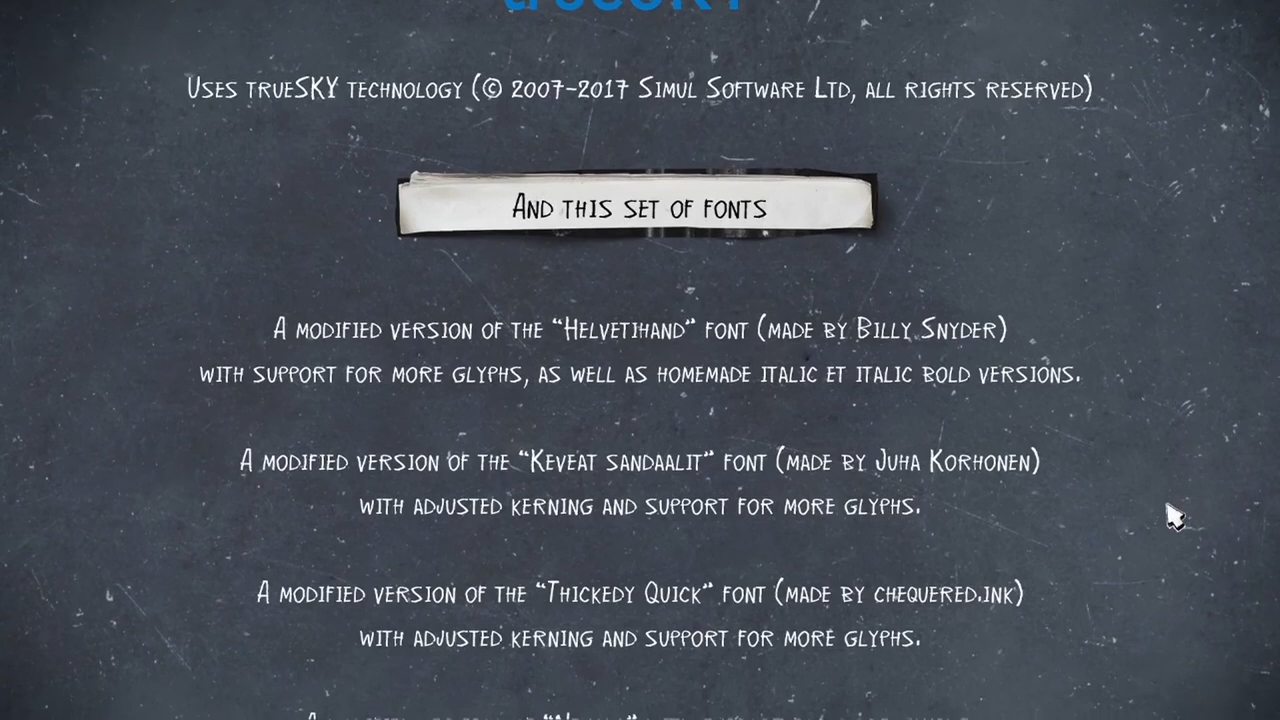 Uses trueSKY technology (© 2007-2017 Simul Software Ltd, all rights reserved)
And this set of fonts
A modified version of the “Helvetihand” font (made by Billy Snyder)
with support for more glyphs, as well as homemade italic et italic bold versions.
A modified version of the “Keveat sandaalit” font (made by Juha Korhonen)
with adjusted kerning and support for more glyphs.
A modified version of the “Thickedy Quick” font (made by chequered.ink)
with adjusted kerning and support for more glyphs.